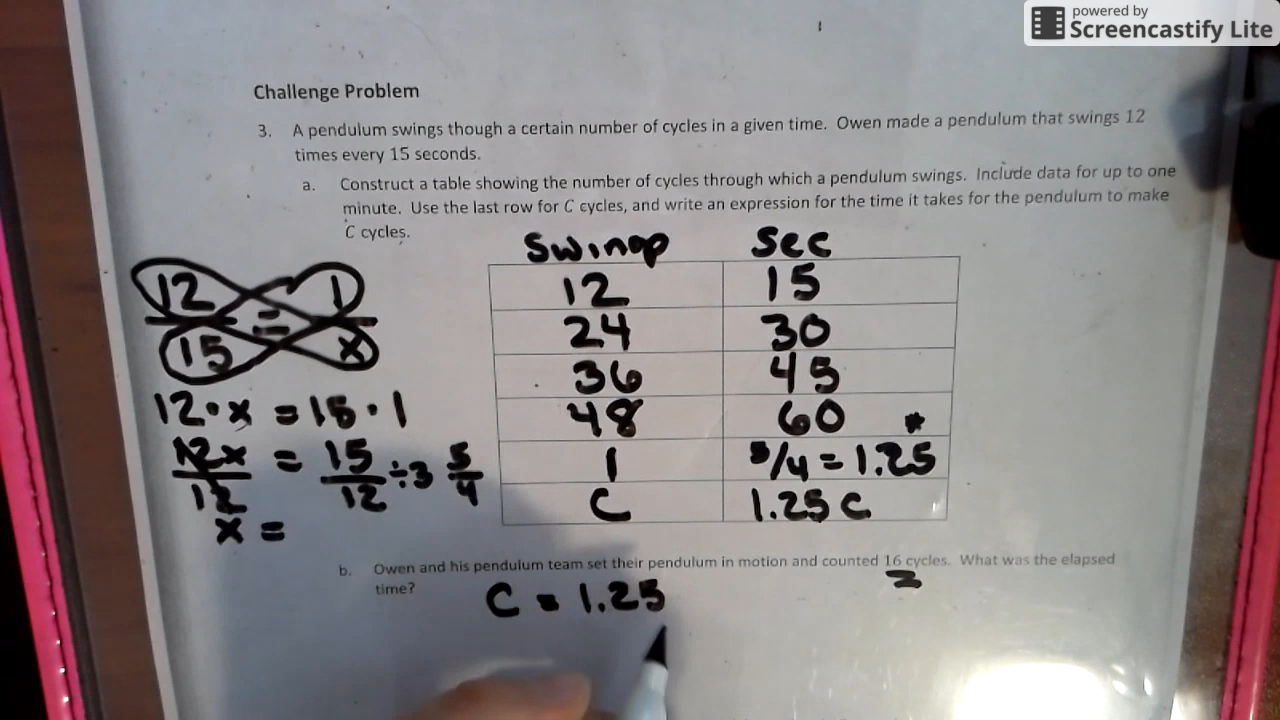 powered by
Screencastify Lite
Challenge Problem
3. A pendulum swings though a certain number of cycles in a given time. Owen made a pendulum that swings 12
times every 15 seconds.
a. Construct a table showing the number of cycles through which a pendulum swings. Include data for up to one
minute. Use the last row for C cycles, and write an expression for the time it takes for the pendulum to make
C cycles.
Sec
12 15
24 30
36 45
48 60 *
1 5/4 = 1.25
C 1.25 C
12/15 = 1/x
12 • x = 15 • 1
12x/12 = 15/12 ÷3 5/4
x =
b. Owen and his pendulum team set their pendulum in motion and counted 16 cycles. What was the elapsed
time?
C = 1.25